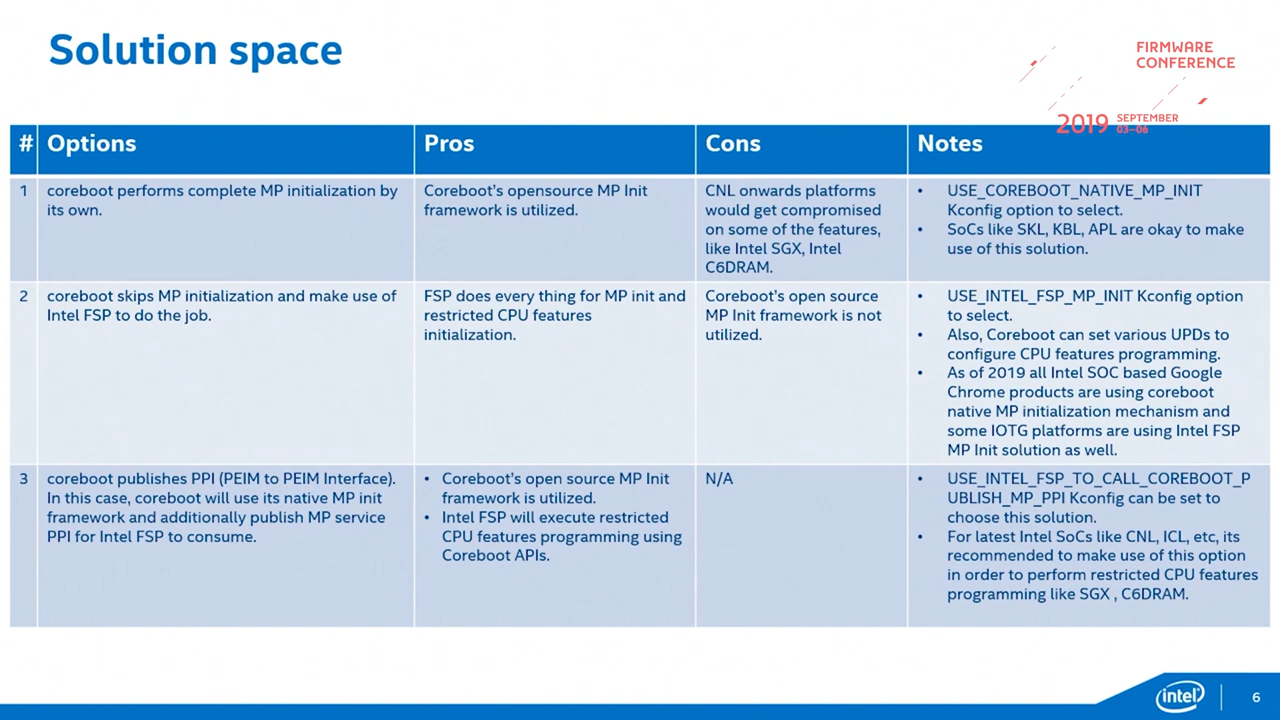 Solution space
FIRMWARE
CONFERENCE
2019 SEPTEMBER
03–06
# Options Pros Cons Notes
1
coreboot performs complete MP initialization by
its own.
Coreboot's opensource MP Init
framework is utilized.
CNL onwards platforms
would get compromised
on some of the features,
like Intel SGX, Intel
C6DRAM.
• USE_COREBOOT_NATIVE_MP_INIT
Kconfig option to select.
• SoCs like SKL, KBL, APL are okay to make
use of this solution.
2
coreboot skips MP initialization and make use of
Intel FSP to do the job.
FSP does every thing for MP init and
restricted CPU features
initialization.
Coreboot's open source
MP Init framework is not
utilized.
• USE_INTEL_FSP_MP_INIT Kconfig option
to select.
• Also, Coreboot can set various UPDs to
configure CPU features programming.
• As of 2019 all Intel SOC based Google
Chrome products are using coreboot
native MP initialization mechanism and
some IOTG platforms are using Intel FSP
MP Init solution as well.
3
coreboot publishes PPI (PEIM to PEIM Interface).
In this case, coreboot will use its native MP init
framework and additionally publish MP service
PPI for Intel FSP to consume.
• Coreboot's open source MP Init
framework is utilized.
• Intel FSP will execute restricted
CPU features programming using
Coreboot APIs.
N/A
• USE_INTEL_FSP_TO_CALL_COREBOOT_P
UBLISH_MP_PPI Kconfig can be set to
choose this solution.
• For latest Intel SoCs like CNL, ICL, etc, its
recommended to make use of this option
in order to perform restricted CPU features
programming like SGX , C6DRAM.
intel
6